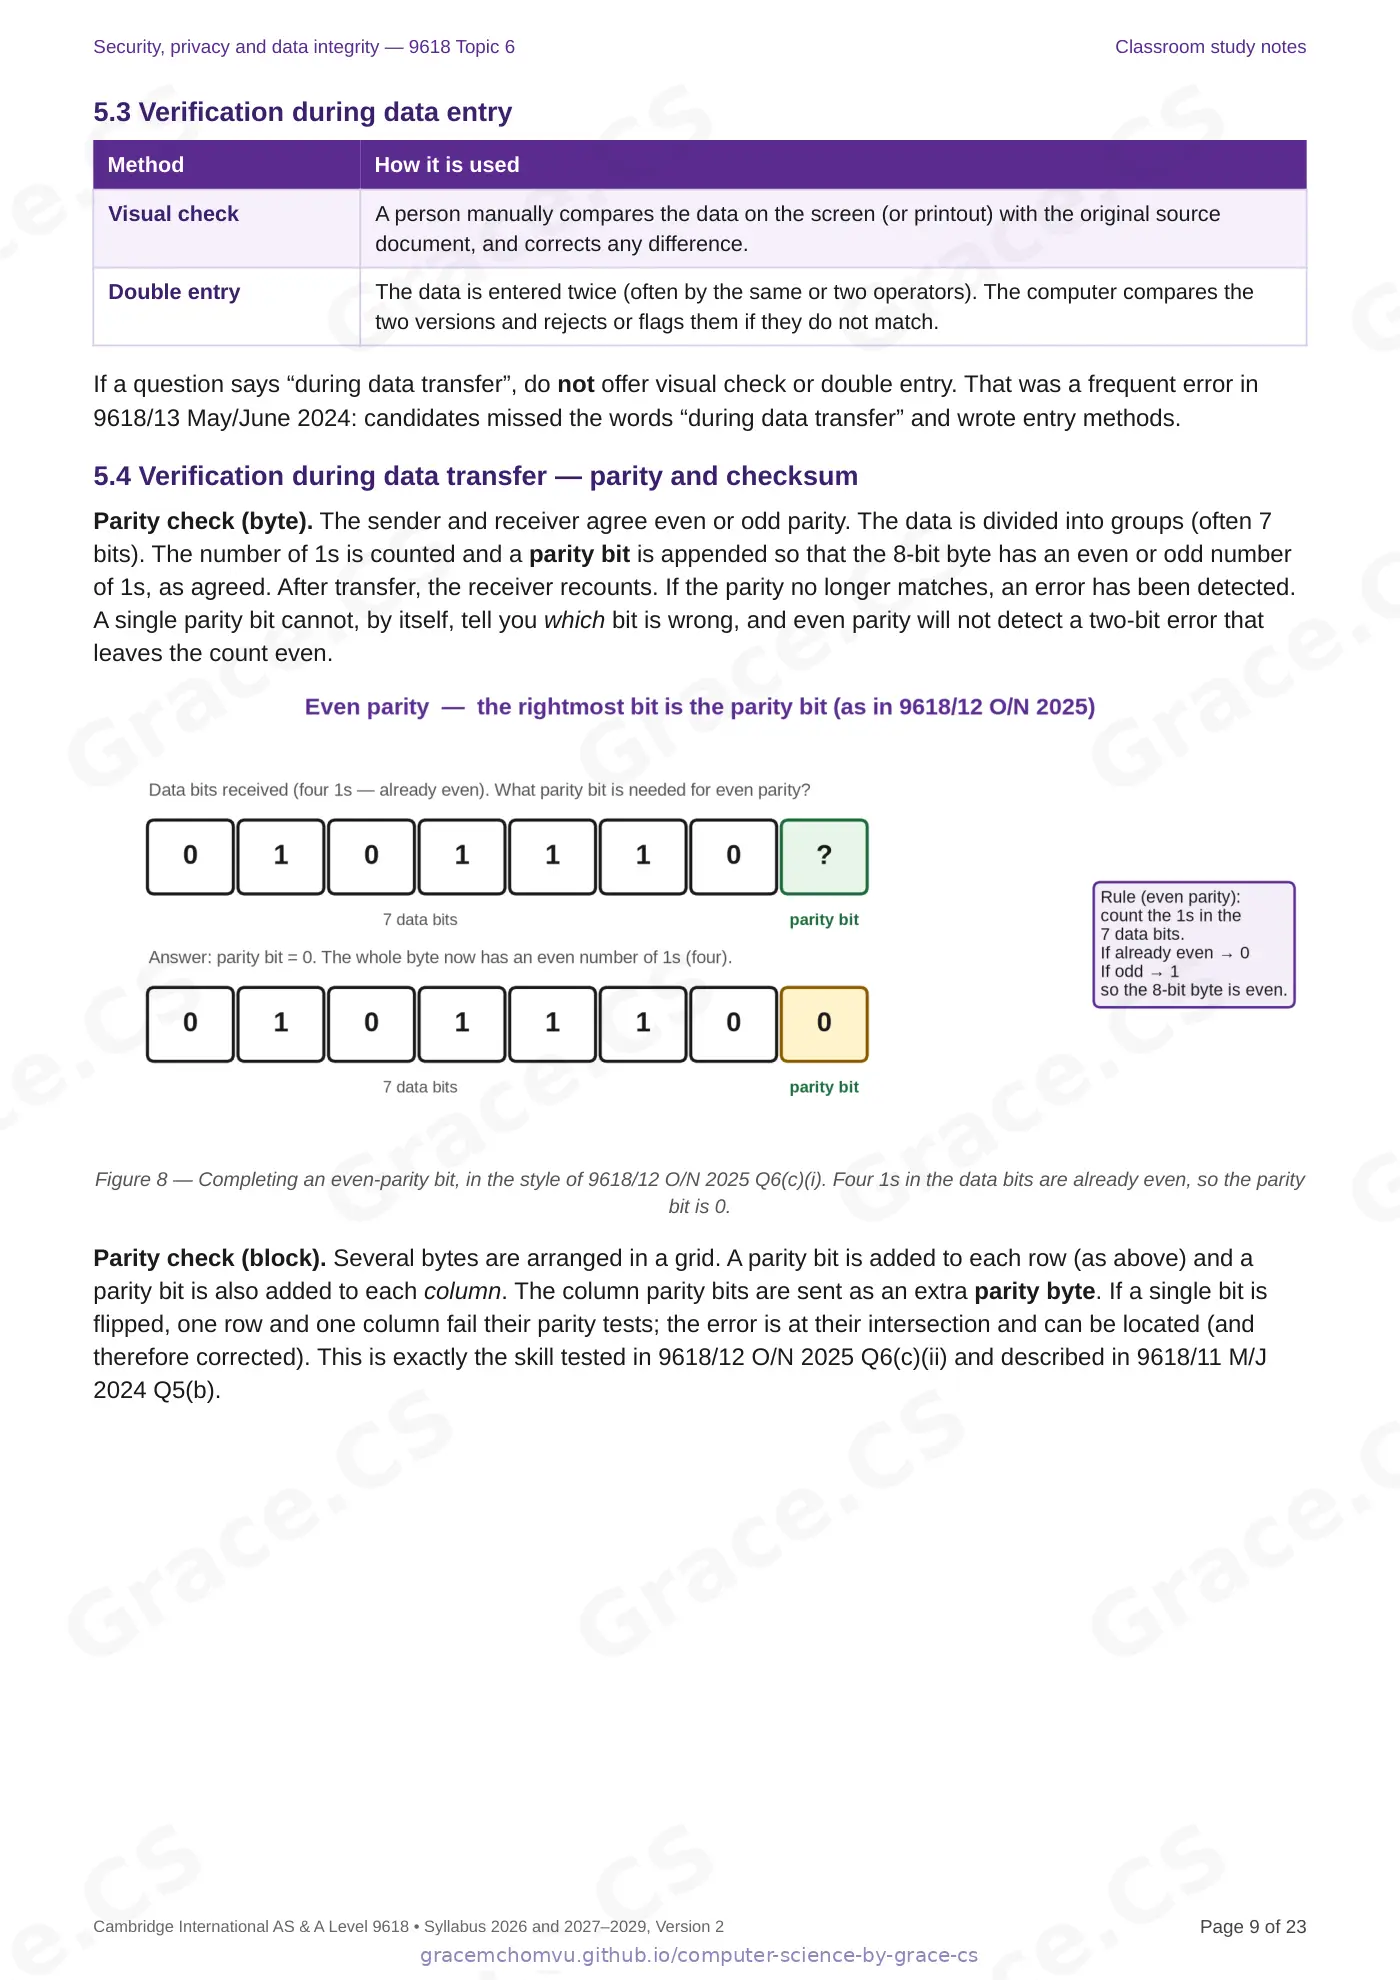 Security, privacy and data integrity — 9618 Topic 6
Classroom study notes
5.3 Verification during data entry
Method
How it is used
Visual check
A person manually compares the data on the screen (or printout) with the original source
document, and corrects any difference.
Double entry
The data is entered twice (often by the same or two operators). The computer compares the
two versions and rejects or flags them if they do not match.
If a question says “during data transfer”, do not offer visual check or double entry. That was a frequent error in
9618/13 May/June 2024: candidates missed the words “during data transfer” and wrote entry methods.
5.4 Verification during data transfer — parity and checksum
Parity check (byte). The sender and receiver agree even or odd parity. The data is divided into groups (often 7
bits). The number of 1s is counted and a parity bit is appended so that the 8-bit byte has an even or odd number
of 1s, as agreed. After transfer, the receiver recounts. If the parity no longer matches, an error has been detected.
A single parity bit cannot, by itself, tell you which bit is wrong, and even parity will not detect a two-bit error that
leaves the count even.
Even parity — the rightmost bit is the parity bit (as in 9618/12 O/N 2025)
Data bits received (four 1s — already even). What parity bit is needed for even parity?
0 1 0 1 1 1 0 ?
7 data bits
parity bit
Answer: parity bit = 0. The whole byte now has an even number of 1s (four).
0 1 0 1 1 1 0 0
7 data bits
parity bit
Rule (even parity):
count the 1s in the
7 data bits.
If already even → 0
If odd → 1
so the 8-bit byte is even.
Figure 8 — Completing an even-parity bit, in the style of 9618/12 O/N 2025 Q6(c)(i). Four 1s in the data bits are already even, so the parity
bit is 0.
Parity check (block). Several bytes are arranged in a grid. A parity bit is added to each row (as above) and a
parity bit is also added to each column. The column parity bits are sent as an extra parity byte. If a single bit is
flipped, one row and one column fail their parity tests; the error is at their intersection and can be located (and
therefore corrected). This is exactly the skill tested in 9618/12 O/N 2025 Q6(c)(ii) and described in 9618/11 M/J
2024 Q5(b).
Cambridge International AS & A Level 9618 • Syllabus 2026 and 2027–2029, Version 2
Page 9 of 23
gracemchomvu.github.io/computer-science-by-grace-cs
Grace.CS